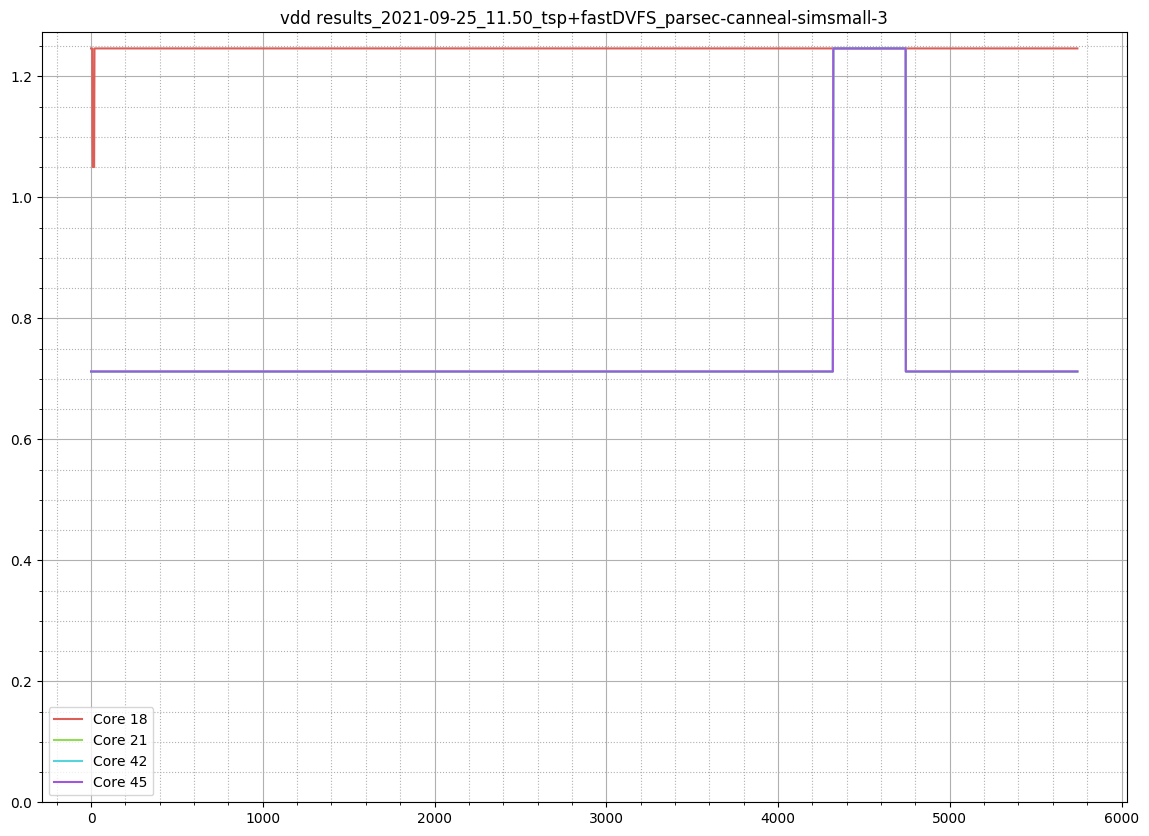 vdd results_2021-09-25_11.50_tsp+fastDVFS_parsec-canneal-simsmall-3
1.2
1.0
0.8
0.6
0.4
0.2
0.0
Core 18
Core 21
Core 42
Core 45
0 1000 2000 3000 4000 5000 6000